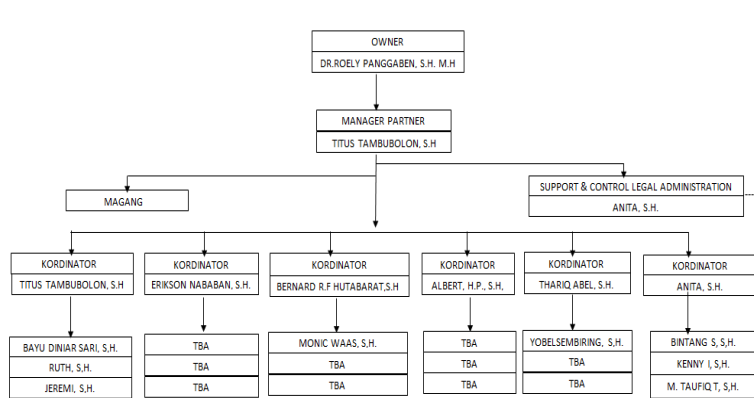 OWNER
DR.ROELY PANGGABEN, S.H. M.H
MANAGER PARTNER
TITUS TAMBUBOLON, S.H
MAGANG
SUPPORT & CONTROL LEGAL ADMINISTRATION
ANITA, S.H.
KORDINATOR
TITUS TAMBUBOLON, S.H
KORDINATOR
ERIKSON NABABAN, S.H.
KORDINATOR
BERNARD R.F HUTABARAT,S.H
KORDINATOR
ALBERT, H.P., S,H,
KORDINATOR
THARIQ ABEL, S.H.
KORDINATOR
ANITA, S.H.
BAYU DINIAR SARI, S,H.
RUTH, S,H.
JEREMI, S.H.
TBA
TBA
TBA
MONIC WAAS, S,H.
TBA
TBA
TBA
TBA
TBA
YOBELSEMBIRING, S,H.
TBA
TBA
BINTANG S, S,H.
KENNY I, S,H.
M. TAUFIQ T, S,H.